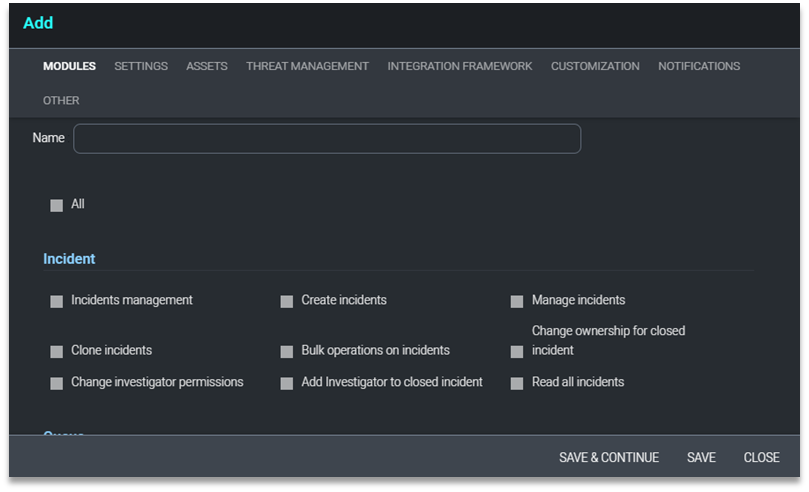 Add
MODULES SETTINGS ASSETS THREAT MANAGEMENT INTEGRATION FRAMEWORK CUSTOMIZATION NOTIFICATIONS
OTHER
Name
All
Incident
Incidents management Create incidents Manage incidents
Change ownership for closed
Clone incidents Bulk operations on incidents incident
Change investigator permissions Add Investigator to closed incident Read all incidents
SAVE & CONTINUE SAVE CLOSE